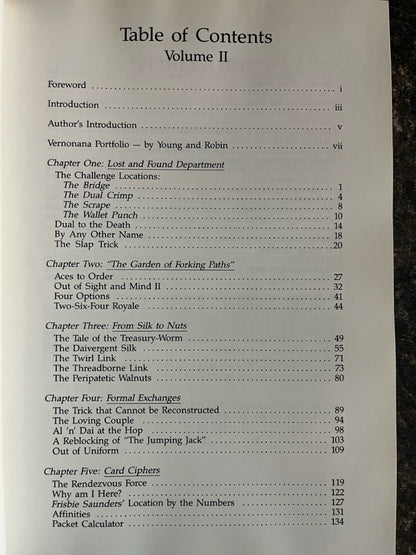 Table of Contents
Volume II
Foreword . . . . . . . . . . . . . . . . . . . . i
Introduction . . . . . . . . . . . . . . . . . . . . iii
Author's Introduction . . . . . . . . . . . . . . . . . . . . v
Vernonana Portfolio — by Young and Robin . . . . . . . . . . . . . . . . . . . . vii
Chapter One: Lost and Found Department
The Challenge Locations:
The Bridge . . . . . . . . . . . . . . . . . . . . 1
The Dual Crimp . . . . . . . . . . . . . . . . . . . . 4
The Scrape . . . . . . . . . . . . . . . . . . . . 8
The Wallet Punch . . . . . . . . . . . . . . . . . . . . 10
Dual to the Death . . . . . . . . . . . . . . . . . . . . 14
By Any Other Name . . . . . . . . . . . . . . . . . . . . 18
The Slap Trick . . . . . . . . . . . . . . . . . . . . 20
Chapter Two: "The Garden of Forking Paths"
Aces to Order . . . . . . . . . . . . . . . . . . . . 27
Out of Sight and Mind II . . . . . . . . . . . . . . . . . . . . 32
Four Options . . . . . . . . . . . . . . . . . . . . 41
Two-Six-Four Royale . . . . . . . . . . . . . . . . . . . . 44
Chapter Three: From Silk to Nuts
The Tale of the Treasury-Worm . . . . . . . . . . . . . . . . . . . . 49
The Daivergent Silk . . . . . . . . . . . . . . . . . . . . 55
The Twirl Link . . . . . . . . . . . . . . . . . . . . 71
The Threadborne Link . . . . . . . . . . . . . . . . . . . . 73
The Peripatetic Walnuts . . . . . . . . . . . . . . . . . . . . 80
Chapter Four: Formal Exchanges
The Trick that Cannot be Reconstructed . . . . . . . . . . . . . . . . . . . . 89
The Loving Couple . . . . . . . . . . . . . . . . . . . . 94
Al 'n' Dai at the Hop . . . . . . . . . . . . . . . . . . . . 98
A Reblocking of "The Jumping Jack" . . . . . . . . . . . . . . . . . . . . 103
Out of Uniform . . . . . . . . . . . . . . . . . . . . 109
Chapter Five: Card Ciphers
The Rendezvous Force . . . . . . . . . . . . . . . . . . . . 119
Why am I Here? . . . . . . . . . . . . . . . . . . . . 122
Frisbie Saunders' Location by the Numbers . . . . . . . . . . . . . . . . . . . . 127
Affinities . . . . . . . . . . . . . . . . . . . . 131
Packet Calculator . . . . . . . . . . . . . . . . . . . . 134